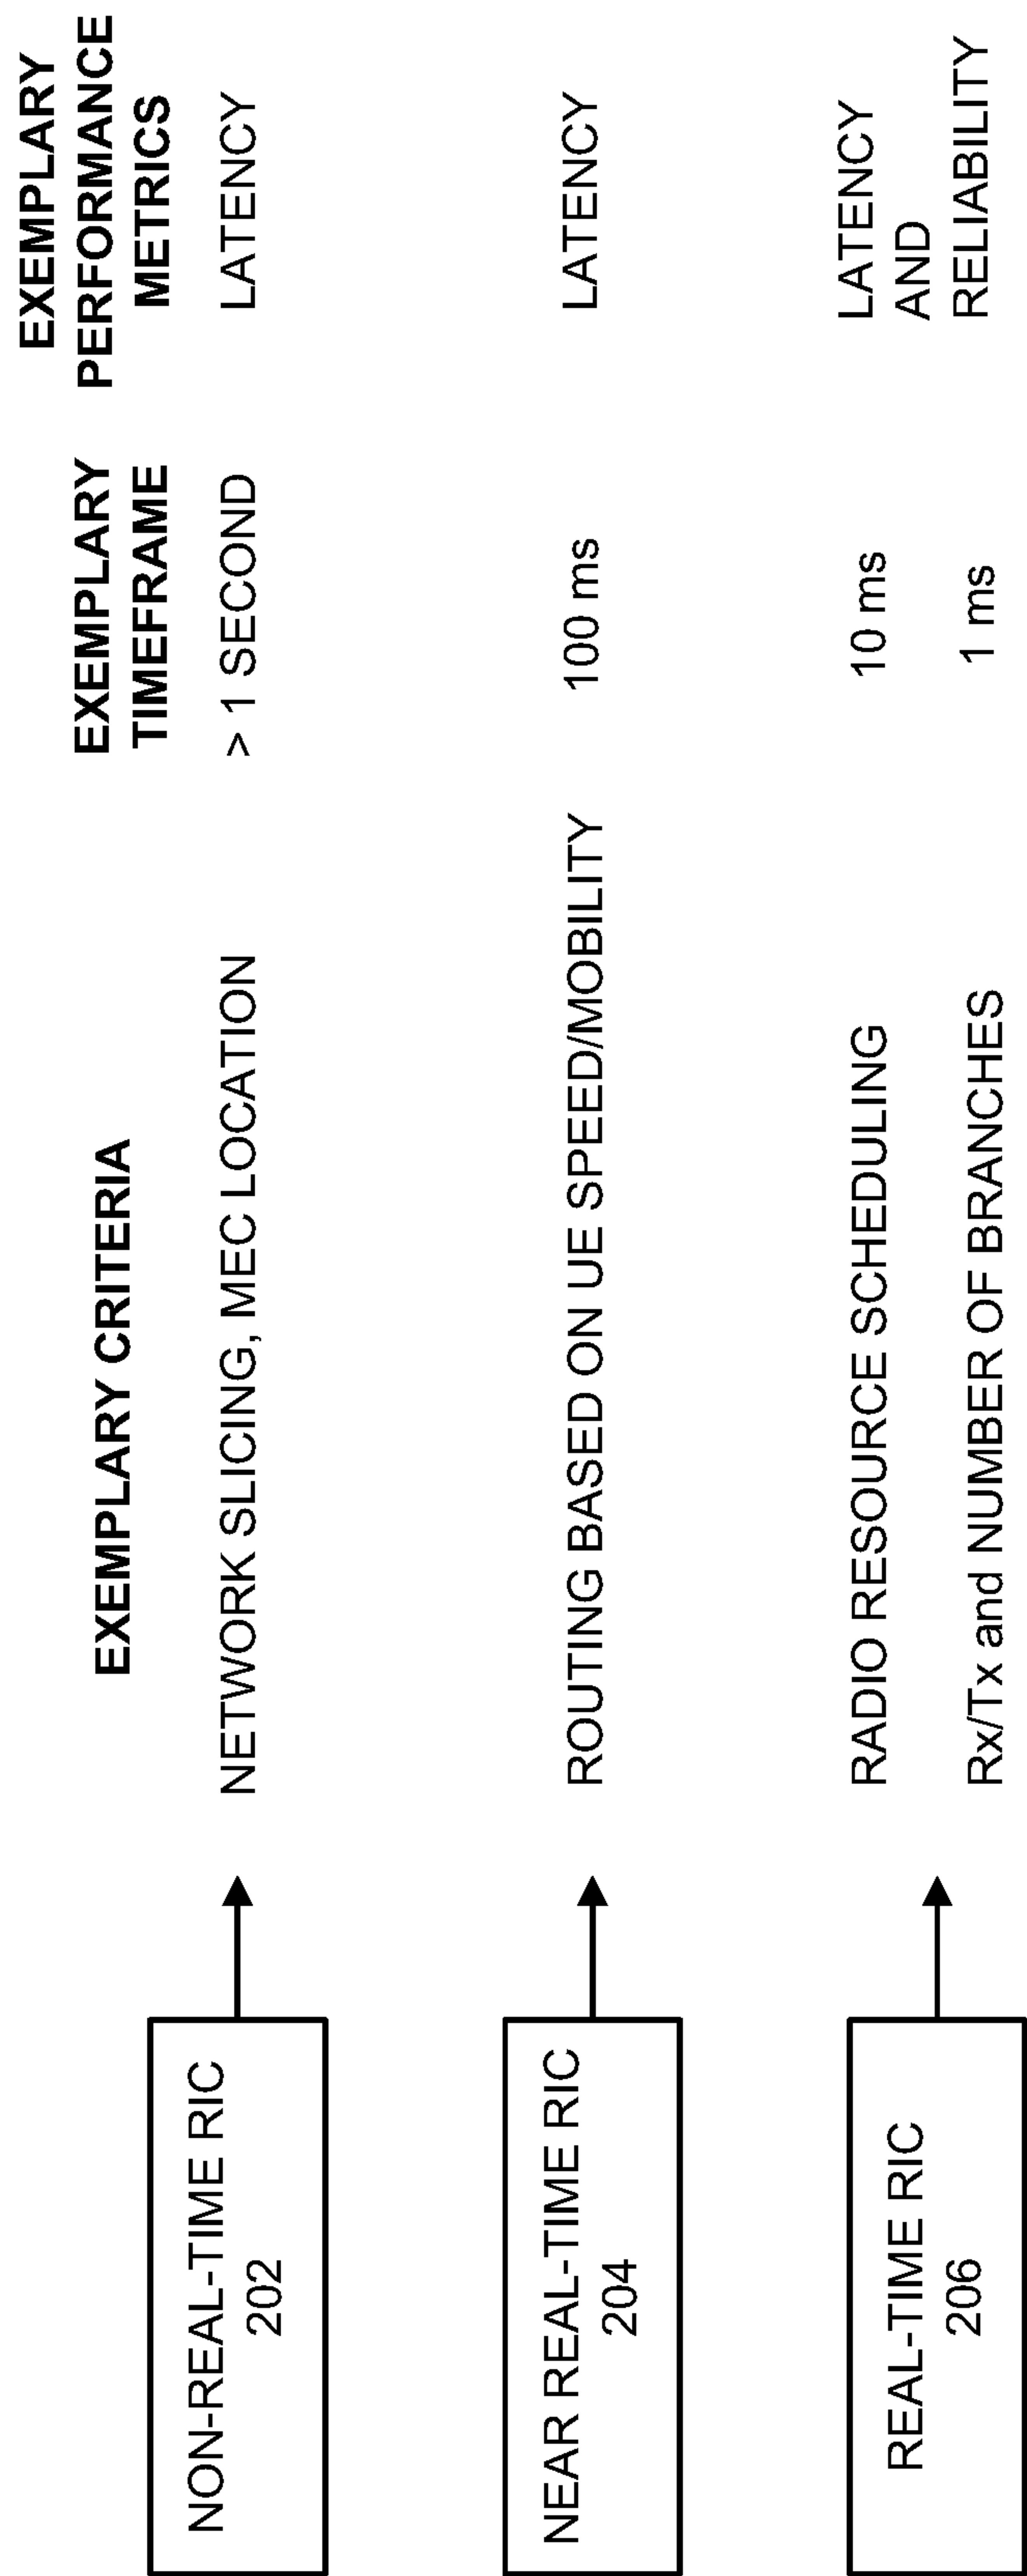 EXEMPLARY CRITERIA
EXEMPLARY
TIMEFRAME
EXEMPLARY
PERFORMANCE
METRICS
NON-REAL-TIME RIC
202
NETWORK SLICING, MEC LOCATION
> 1 SECOND
LATENCY
NEAR REAL-TIME RIC
204
ROUTING BASED ON UE SPEED/MOBILITY
100 ms
LATENCY
REAL-TIME RIC
206
RADIO RESOURCE SCHEDULING
10 ms
Rx/Tx and NUMBER OF BRANCHES
1 ms
LATENCY
AND
RELIABILITY